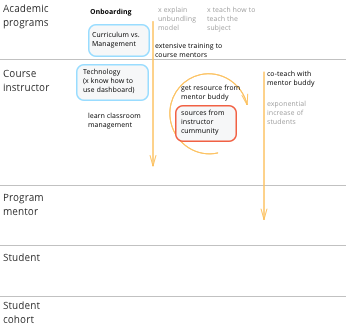 Academic
programs
Onboarding
x explain
unbundling
model
x teach how to
teach the
subject
Curriculum vs.
Management
extensive training to
course mentors
Course
instructor
Technology
(x know how to
use dashboard)
learn classroom
management
get resource from
mentor buddy
sources from
instructor
cummunity
co-teach with
mentor buddy
exponential
increase of
students
Program
mentor
Student
Student
cohort